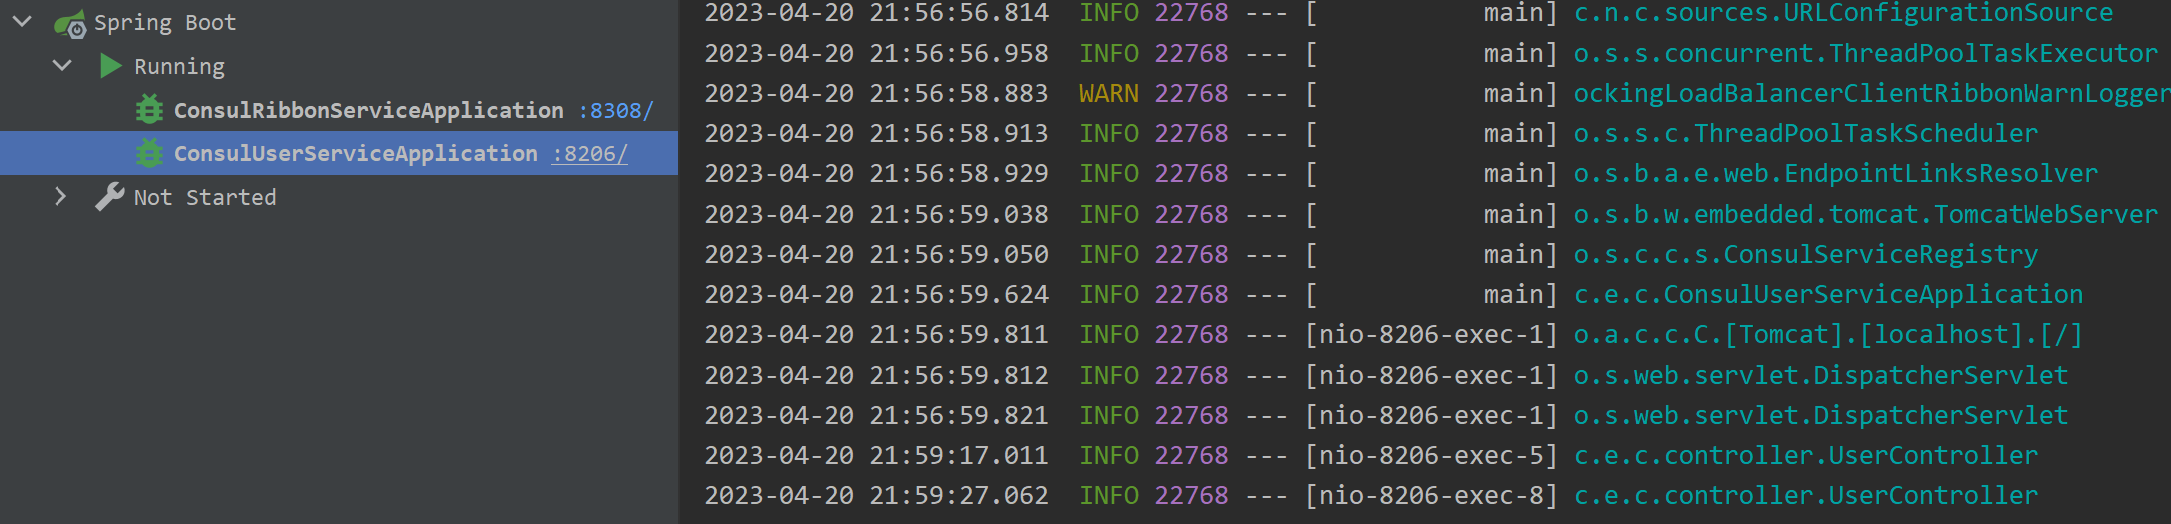 Spring Boot
Running
ConsulRibbonServiceApplication :8308/
ConsulUserServiceApplication :8206/
Not Started
2023-04-20 21:56:56.814 INFO 22768 --- [ main] c.n.c.sources.URLConfigurationSource
2023-04-20 21:56:56.958 INFO 22768 --- [ main] o.s.s.concurrent.ThreadPoolTaskExecutor
2023-04-20 21:56:58.883 WARN 22768 --- [ main] ockingLoadBalancerClientRibbonWarnLogger
2023-04-20 21:56:58.913 INFO 22768 --- [ main] o.s.s.c.ThreadPoolTaskScheduler
2023-04-20 21:56:58.929 INFO 22768 --- [ main] o.s.b.a.e.web.EndpointLinksResolver
2023-04-20 21:56:59.038 INFO 22768 --- [ main] o.s.b.w.embedded.tomcat.TomcatWebServer
2023-04-20 21:56:59.050 INFO 22768 --- [ main] o.s.c.c.s.ConsulServiceRegistry
2023-04-20 21:56:59.624 INFO 22768 --- [ main] c.e.c.ConsulUserServiceApplication
2023-04-20 21:56:59.811 INFO 22768 --- [nio-8206-exec-1] o.a.c.c.C.[Tomcat].[localhost].[/]
2023-04-20 21:56:59.812 INFO 22768 --- [nio-8206-exec-1] o.s.web.servlet.DispatcherServlet
2023-04-20 21:56:59.821 INFO 22768 --- [nio-8206-exec-1] o.s.web.servlet.DispatcherServlet
2023-04-20 21:59:17.011 INFO 22768 --- [nio-8206-exec-5] c.e.c.controller.UserController
2023-04-20 21:59:27.062 INFO 22768 --- [nio-8206-exec-8] c.e.c.controller.UserController